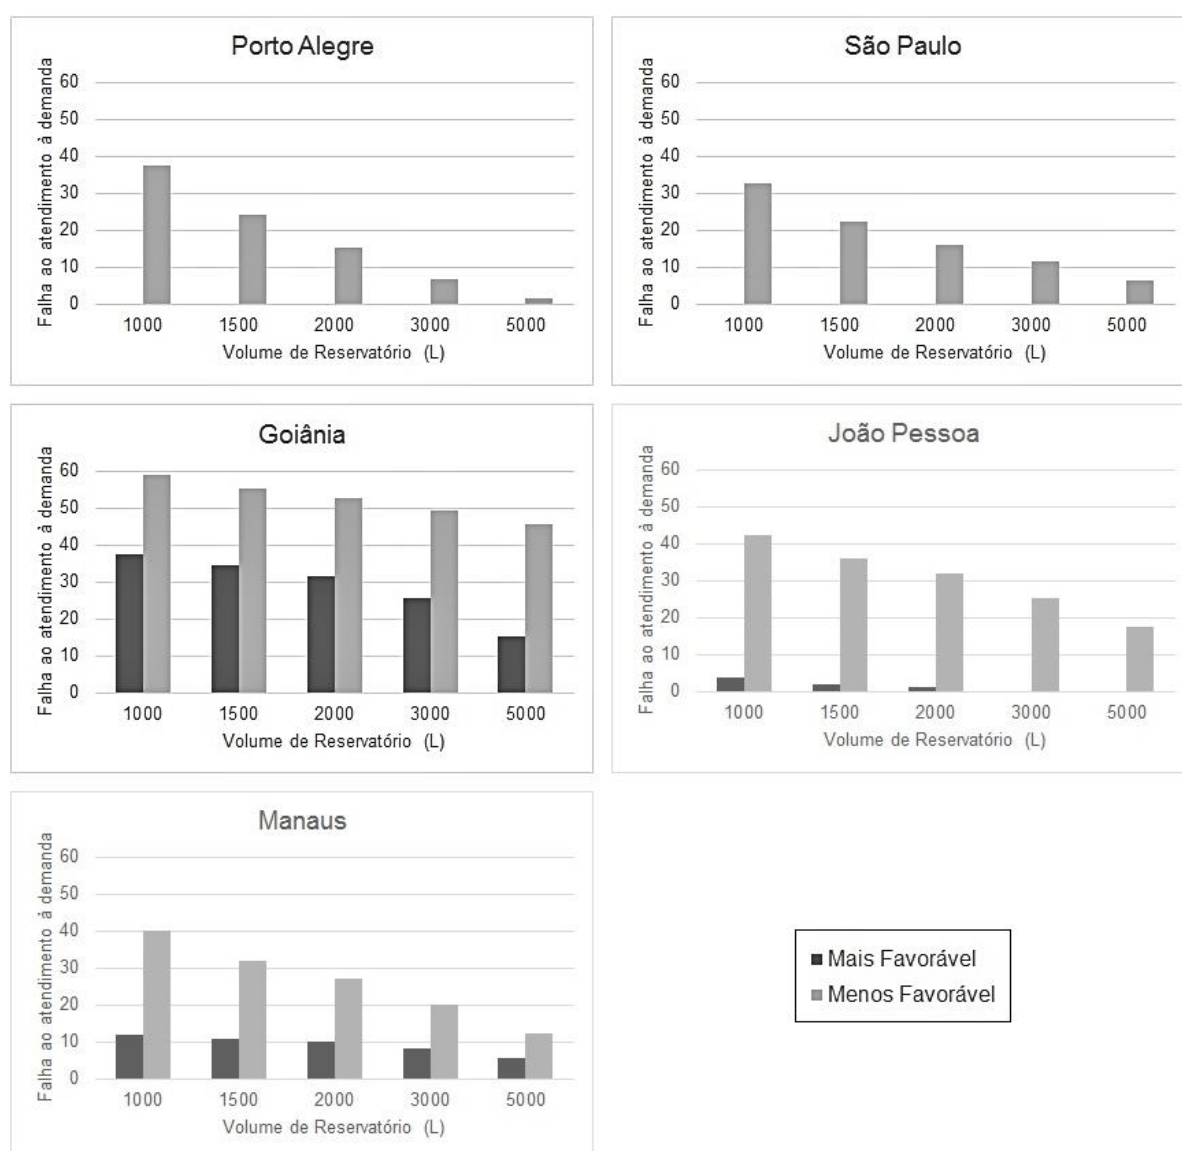 Porto Alegre
Falha ao atendimento à demanda
60
50
40
30
20
10
0
1000 1500 2000 3000 5000
Volume de Reservatório (L)
São Paulo
Falha ao atendimento à demanda
60
50
40
30
20
10
0
1000 1500 2000 3000 5000
Volume de Reservatório (L)
Goiânia
Falha ao atendimento à demanda
60
50
40
30
20
10
0
1000 1500 2000 3000 5000
Volume de Reservatório (L)
João Pessoa
Falha ao atendimento à demanda
60
50
40
30
20
10
0
1000 1500 2000 3000 5000
Volume de Reservatório (L)
Manaus
Falha ao atendimento à demanda
60
50
40
30
20
10
0
1000 1500 2000 3000 5000
Volume de Reservatório (L)
Mais Favorável
Menos Favorável